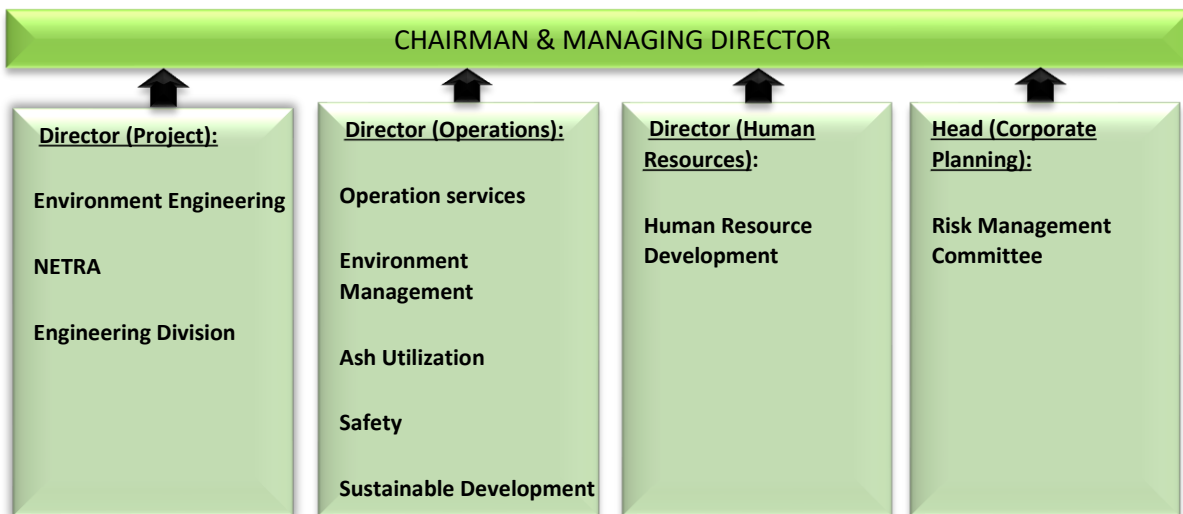 CHAIRMAN & MANAGING DIRECTOR
Director (Project):
Environment Engineering
NETRA
Engineering Division
Director (Operations):
Operation services
Environment
Management
Ash Utilization
Safety
Sustainable Development
Director (Human
Resources):
Human Resource
Development
Head (Corporate
Planning):
Risk Management
Committee